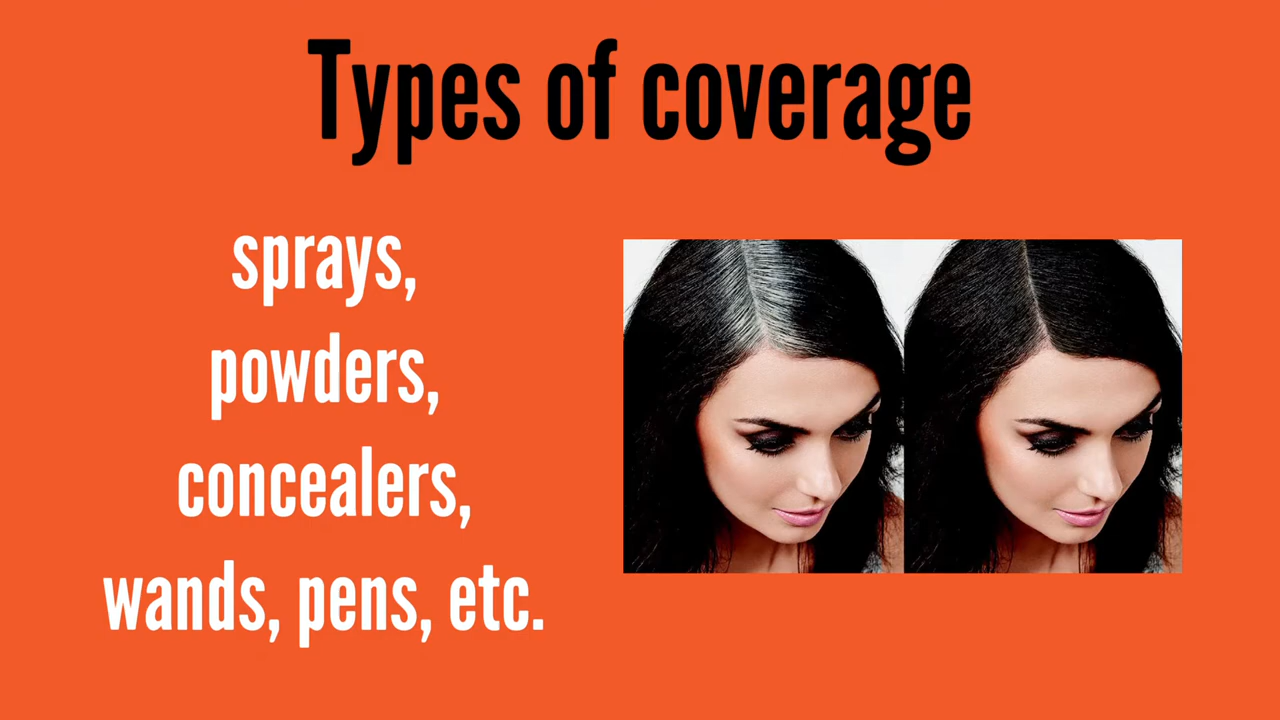 Types of coverage
sprays,
powders,
concealers,
wands, pens, etc.